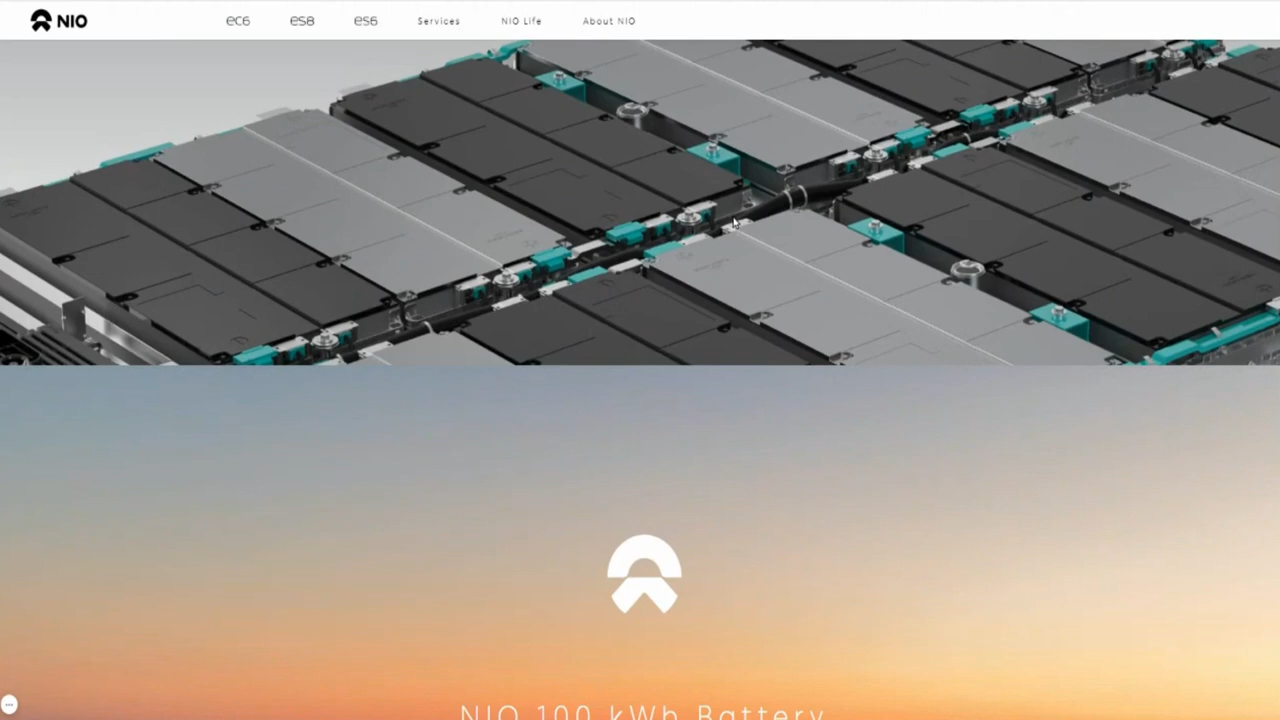 NIO
ec6
es8
es6
Services
NIO Life
About NIO
NIO 100 kWh Battery